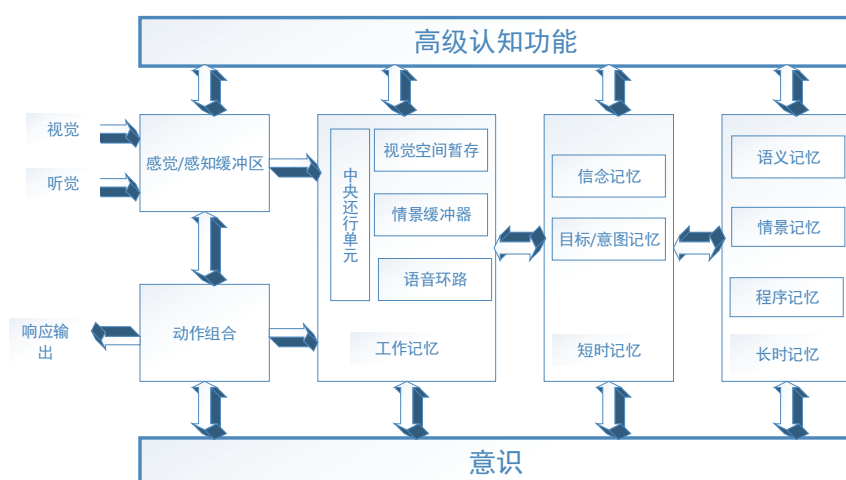 高级认知功能
视觉
听觉
感觉/感知缓冲区
中央还行单元
视觉空间暂存
情景缓冲器
语音环路
工作记忆
信念记忆
目标/意图记忆
短时记忆
语义记忆
情景记忆
程序记忆
长时记忆
动作组合
响应输
出
意识